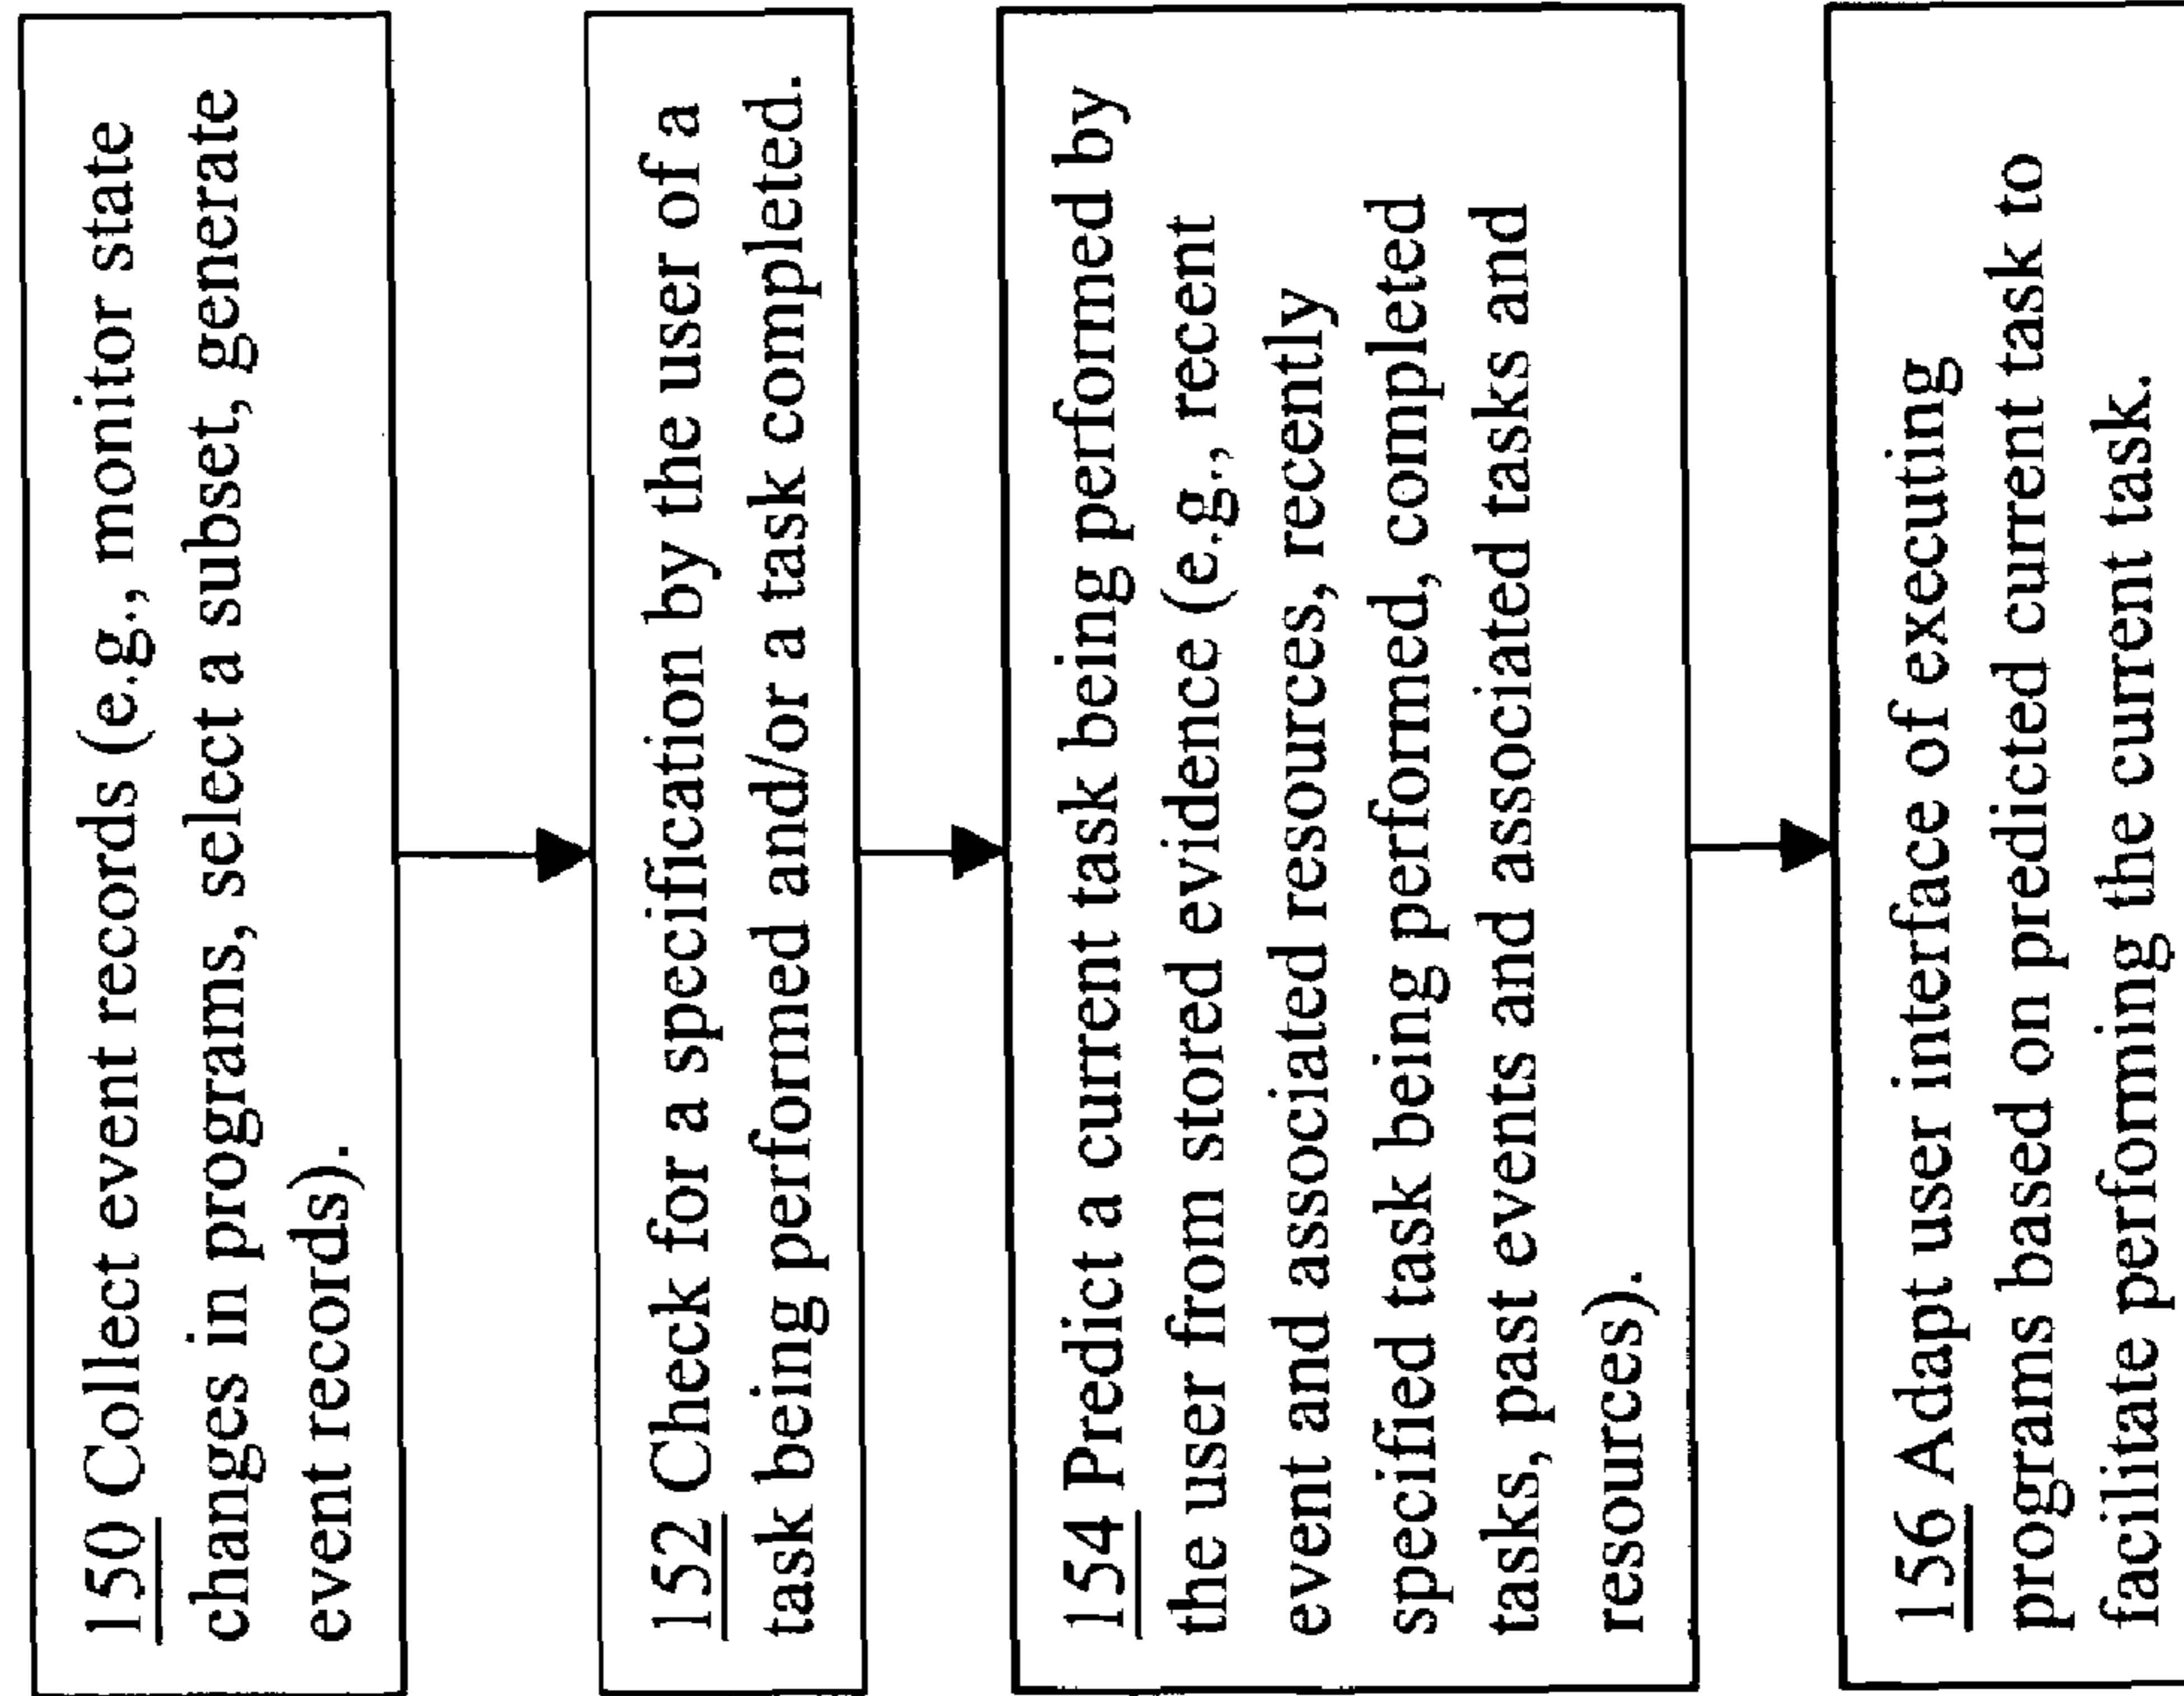 150 Collect event records (e.g., monitor state
changes in programs, select a subset, generate
event records).
152 Check for a specification by the user of a
task being performed and/or a task completed.
154 Predict a current task being performed by
the user from stored evidence (e.g., recent
event and associated resources, recently
specified task being performed, completed
tasks, past events and associated tasks and
resources).
156 Adapt user interface of executing
programs based on predicted current task to
facilitate performing the current task.